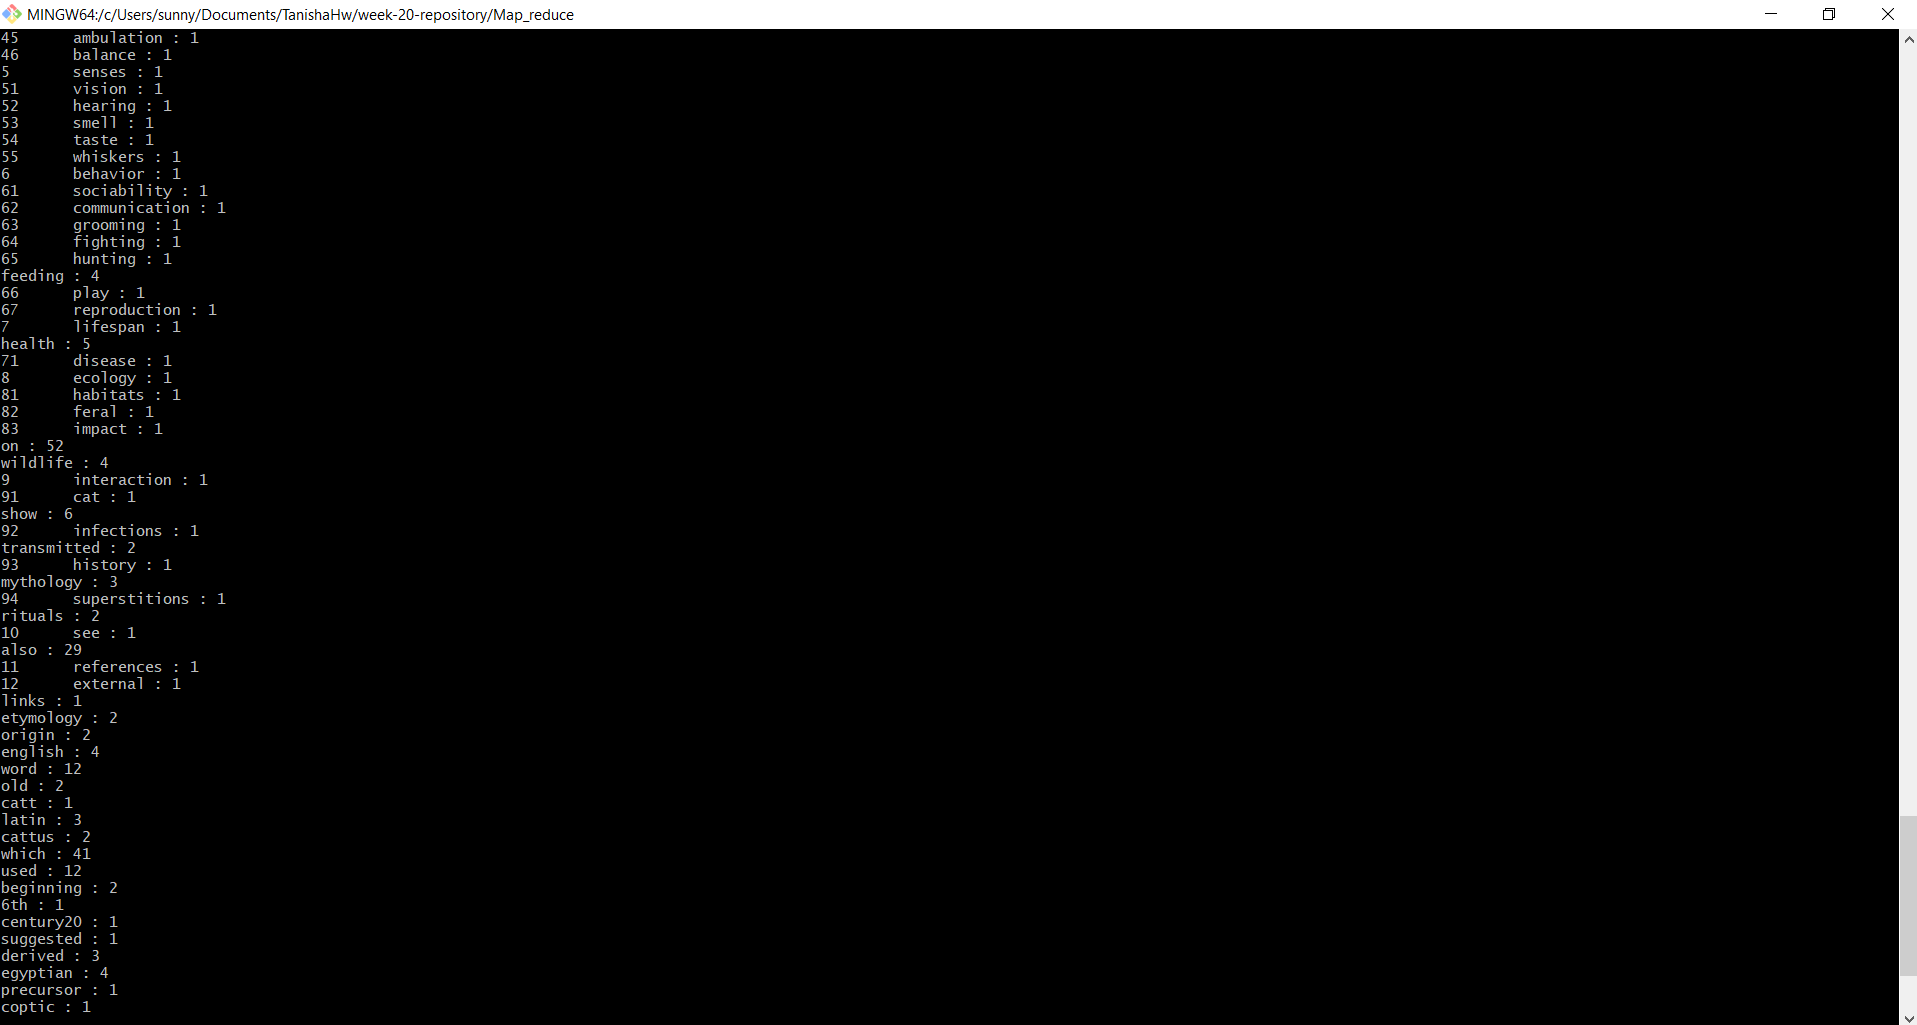 MINGW64:/c/Users/sunny/Documents/TanishaHw/week-20-repository/Map_reduce
45      ambulation : 1
46      balance : 1
5       senses : 1
51      vision : 1
52      hearing : 1
53      smell : 1
54      taste : 1
55      whiskers : 1
6       behavior : 1
61      sociability : 1
62      communication : 1
63      grooming : 1
64      fighting : 1
65      hunting : 1
feeding : 4
66      play : 1
67      reproduction : 1
7       lifespan : 1
health : 5
71      disease : 1
8       ecology : 1
81      habitats : 1
82      feral : 1
83      impact : 1
on : 52
wildlife : 4
9       interaction : 1
91      cat : 1
show : 6
92      infections : 1
transmitted : 2
93      history : 1
mythology : 3
94      superstitions : 1
rituals : 2
10      see : 1
also : 29
11      references : 1
12      external : 1
links : 1
etymology : 2
origin : 2
english : 4
word : 12
old : 2
catt : 1
latin : 3
cattus : 2
which : 41
used : 12
beginning : 2
6th : 1
century20 : 1
suggested : 1
derived : 3
egyptian : 4
precursor : 1
coptic : 1